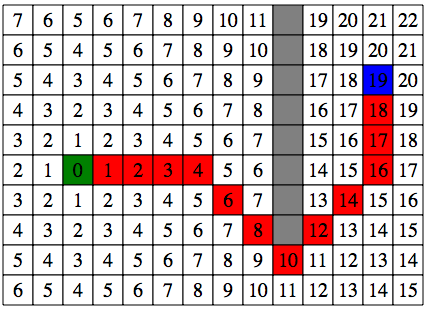 7 6 5 6 7 8 9 10 11 19 20 21 22
6 5 4 5 6 7 8 9 10 18 19 20 21
5 4 3 4 5 6 7 8 9 17 18 19 20
4 3 2 3 4 5 6 7 8 16 17 18 19
3 2 1 2 3 4 5 6 7 15 16 17 18
2 1 0 1 2 3 4 5 6 14 15 16 17
3 2 1 2 3 4 5 6 7 13 14 15 16
4 3 2 3 4 5 6 7 8 12 13 14 15
5 4 3 4 5 6 7 8 9 10 11 12 13 14
6 5 4 5 6 7 8 9 10 11 12 13 14 15